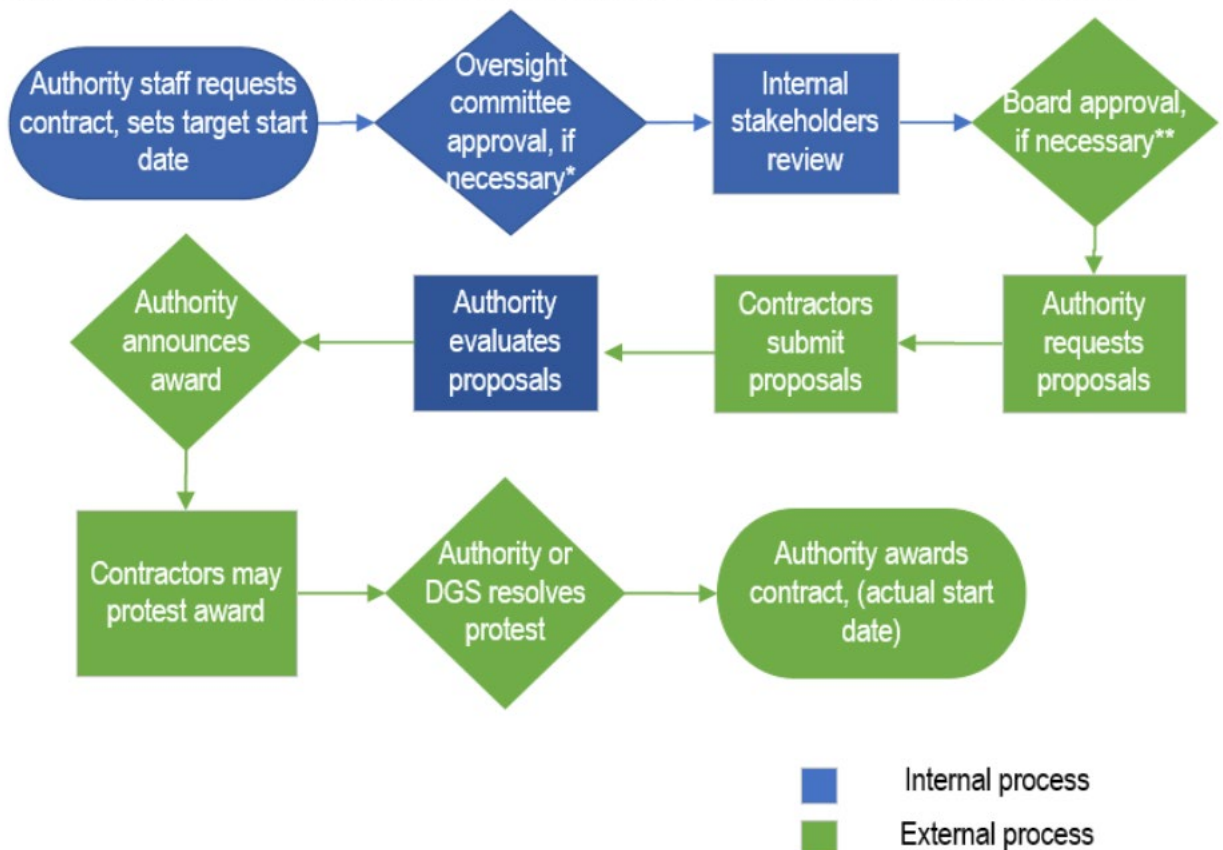 Authority staff requests
contract, sets target start
date
Oversight
committee
approval, if
necessary*
Internal
stakeholders
review
Board approval,
if necessary**
Authority
announces
award
Authority
evaluates
proposals
Contractors
submit
proposals
Authority
requests
proposals
Contractors may
protest award
Authority or
DGS resolves
protest
Authority awards
contract, (actual start
date)
Internal process
External process